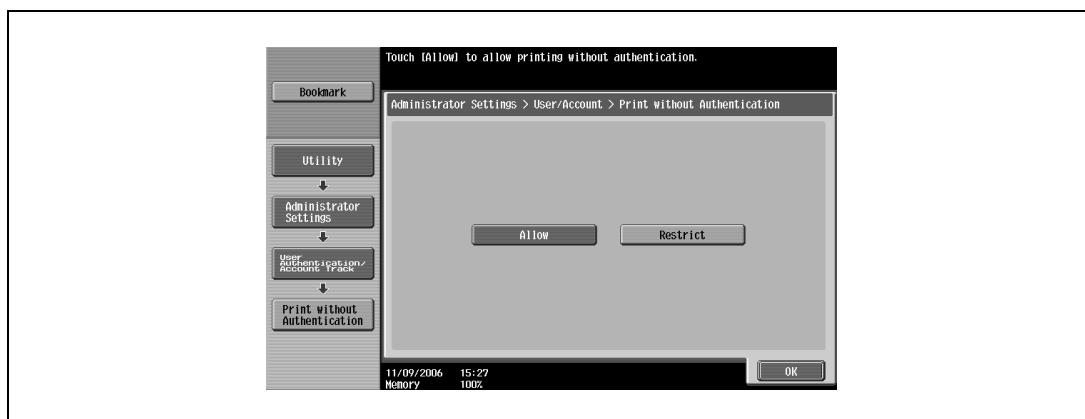 Touch [Allow] to allow printing without authentication.
Bookmark
Administrator Settings > User/Account > Print without Authentication
Utility
Administrator
Settings
User
Authentication/
Account Track
Print without
Authentication
Allow
Restrict
11/09/2006 15:27
Memory 100%
OK